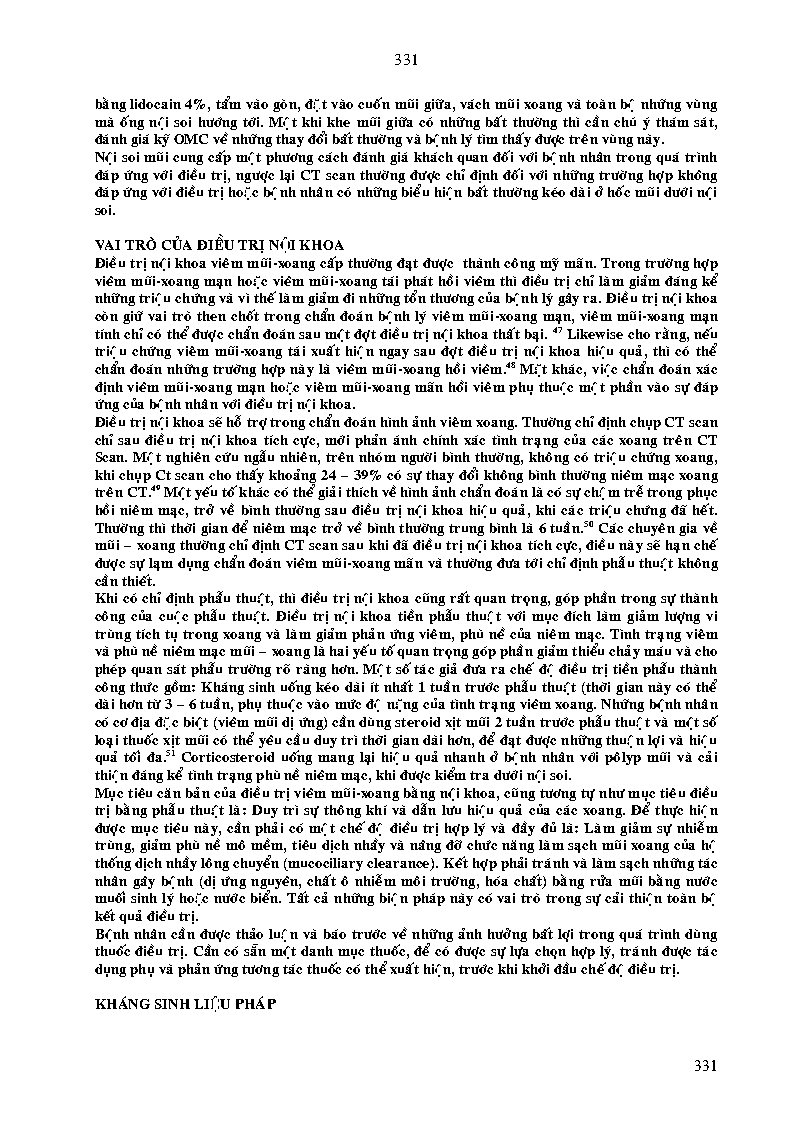 331
bằng lidocain 4%, tẩm vào gòn, đặt vào cuốn mũi giữa, vách mũi xoang và toàn bộ những vùng
mà ống nội soi hướng tới. Một khi khe mũi giữa có những bất thường thì cần chú ý thám sát,
đánh giá kỹ OMC về những thay đổi bất thường và bệnh lý tìm thấy được trên vùng này.
Nội soi mũi cung cấp một phương cách đánh giá khách quan đối với bệnh nhân trong quá trình
đáp ứng với điều trị, ngược lại CT scan thường được chỉ định đối với những trường hợp không
đáp ứng với điều trị hoặc bệnh nhân có những biểu hiện bất thường kéo dài ở hốc mũi dưới nội
soi.
VAI TRÒ CỦA ĐIỀU TRỊ NỘI KHOA
Điều trị nội khoa viêm mũi-xoang cấp thường đạt được thành công mỹ mãn. Trong trường hợp
viêm mũi-xoang mạn hoặc viêm mũi-xoang tái phát hồi viêm thì điều trị chỉ làm giảm đáng kể
những triệu chứng và vì thế làm giảm đi những tổn thương của bệnh lý gây ra. Điều trị nội khoa
còn giữ vai trò then chốt trong chẩn đoán bệnh lý viêm mũi-xoang mạn, viêm mũi-xoang mạn
tính chỉ có thể được chẩn đoán sau một đợt điều trị nội khoa thất bại. 47 Likewise cho rằng, nếu
triệu chứng viêm mũi-xoang tái xuất hiện ngay sau đợt điều trị nội khoa hiệu quả, thì có thể
chẩn đoán những trường hợp này là viêm mũi-xoang hồi viêm.48 Mặt khác, việc chẩn đoán xác
định viêm mũi-xoang mạn hoặc viêm mũi-xoang mãn hồi viêm phụ thuộc một phần vào sự đáp
ứng của bệnh nhân với điều trị nội khoa.
Điều trị nội khoa sẽ hỗ trợ trong chẩn đoán hình ảnh viêm xoang. Thường chỉ định chụp CT scan
chỉ sau điều trị nội khoa tích cực, mới phản ánh chính xác tình trạng của các xoang trên CT
Scan. Một nghiên cứu ngẫu nhiên, trên nhóm người bình thường, không có triệu chứng xoang,
khi chụp Ct scan cho thấy khoảng 24 – 39% có sự thay đổi không bình thường niêm mạc xoang
trên CT.49 Một yếu tố khác có thể giải thích về hình ảnh chẩn đoán là có sự chậm trễ trong phục
hồi niêm mạc, trở về bình thường sau điều trị nội khoa hiệu quả, khi các triệu chứng đã hết.
Thường thì thời gian để niêm mạc trở về bình thường trung bình là 6 tuần.50 Các chuyên gia về
mũi – xoang thường chỉ định CT scan sau khi đã điều trị nội khoa tích cực, điều này sẽ hạn chế
được sự lạm dụng chẩn đoán viêm mũi-xoang mãn và thường đưa tới chỉ định phẫu thuật không
cần thiết.
Khi có chỉ định phẫu thuật, thì điều trị nội khoa cũng rất quan trọng, góp phần trong sự thành
công của cuộc phẫu thuật. Điều trị nội khoa tiền phẫu thuật với mục đích làm giảm lượng vi
trùng tích tụ trong xoang và làm giảm phản ứng viêm, phù nề của niêm mạc. Tình trạng viêm
và phù nề niêm mạc mũi – xoang là hai yếu tố quan trọng góp phần giảm thiểu chảy máu và cho
phép quan sát phẫu trường rõ ràng hơn. Một số tác giả đưa ra chế độ điều trị tiền phẫu thành
công thức gồm: Kháng sinh uống kéo dài ít nhất 1 tuần trước phẫu thuật (thời gian này có thể
dài hơn từ 3 – 6 tuần, phụ thuộc vào mức độ nặng của tình trạng viêm xoang. Những bệnh nhân
có cơ địa đặc biệt (viêm mũi dị ứng) cần dùng steroid xịt mũi 2 tuần trước phẫu thuật và một số
loại thuốc xịt mũi có thể yêu cầu duy trì thời gian dài hơn, để đạt được những thuận lợi và hiệu
quả tối đa.51 Corticosteroid uống mang lại hiệu quả nhanh ở bệnh nhân với pôlyp mũi và cải
thiện đáng kể tình trạng phù nề niêm mạc, khi được kiểm tra dưới nội soi.
Mục tiêu căn bản của điều trị viêm mũi-xoang bằng nội khoa, cũng tương tự như mục tiêu điều
trị bằng phẫu thuật là: Duy trì sự thông khí và dẫn lưu hiệu quả của các xoang. Để thực hiện
được mục tiêu này, cần phải có một chế độ điều trị hợp lý và đầy đủ là: Làm giảm sự nhiễm
trùng, giảm phù nề mô mềm, tiêu dịch nhầy và nâng đỡ chức năng làm sạch mũi xoang của hệ
thống dịch nhầy lông chuyển (mucociliary clearance). Kết hợp phải tránh và làm sạch những tác
nhân gây bệnh (dị ứng nguyên, chất ô nhiễm môi trường, hóa chất) bằng rửa mũi bằng nước
muối sinh lý hoặc nước biển. Tất cả những biện pháp này có vai trò trong sự cải thiện toàn bộ
kết quả điều trị.
Bệnh nhân cần được thảo luận và báo trước về những ảnh hưởng bất lợi trong quá trình dùng
thuốc điều trị. Cần có sẵn một danh mục thuốc, để có được sự lựa chọn hợp lý, tránh được tác
dụng phụ và phản ứng tương tác thuốc có thể xuất hiện, trước khi khởi đầu chế độ điều trị.
KHÁNG SINH LIỆU PHÁP
331